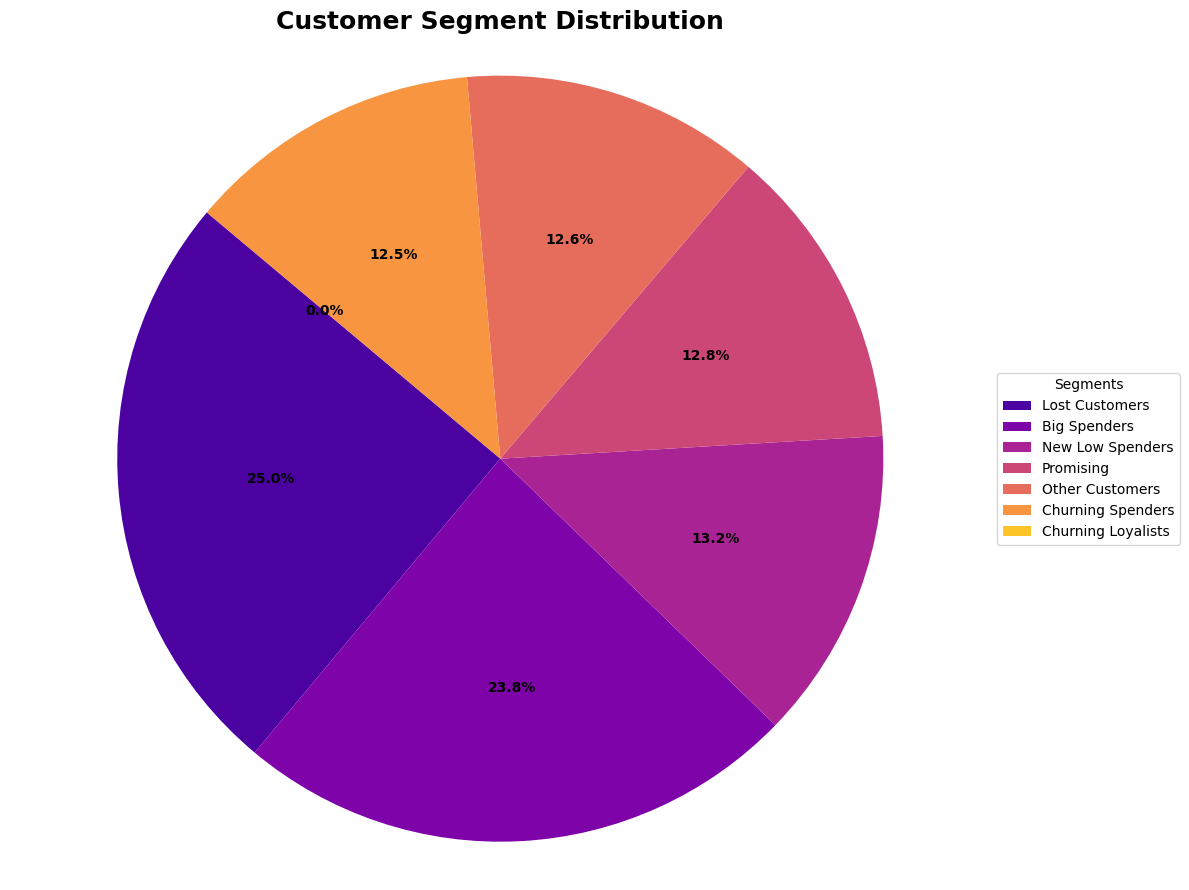 Customer Segment Distribution
12.6%
12.5%
0.0%
12.8%
25.0%
13.2%
23.8%
Segments
Lost Customers
Big Spenders
New Low Spenders
Promising
Other Customers
Churning Spenders
Churning Loyalists